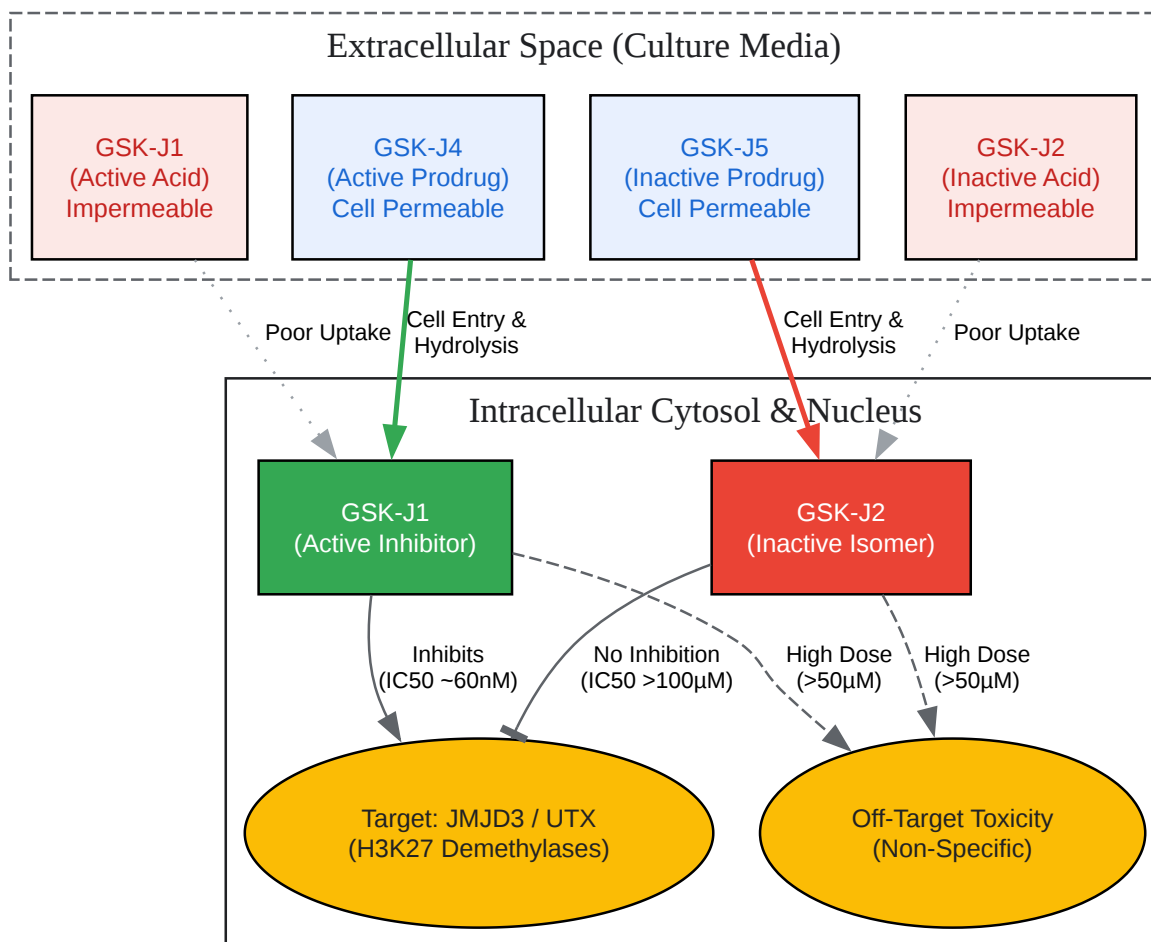 Extracellular Space (Culture Media)
GSK-J1
(Active Acid)
Impermeable
GSK-J4
(Active Prodrug)
Cell Permeable
GSK-J5
(Inactive Prodrug)
Cell Permeable
GSK-J2
(Inactive Acid)
Impermeable
Poor Uptake
Cell Entry &
Hydrolysis
Cell Entry &
Hydrolysis
Poor Uptake
Intracellular Cytosol & Nucleus
GSK-J1
(Active Inhibitor)
GSK-J2
(Inactive Isomer)
Inhibits
(IC50 ~60nM)
No Inhibition
(IC50 >100µM)
High Dose
(>50µM)
High Dose
(>50µM)
Target: JMJD3 / UTX
(H3K27 Demethylases)
Off-Target Toxicity
(Non-Specific)